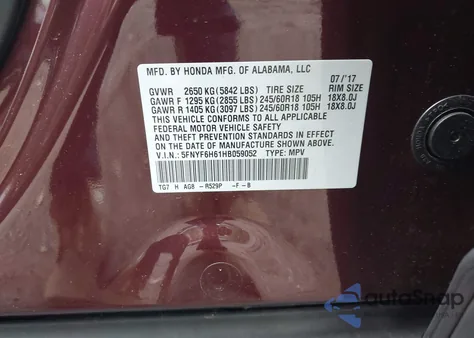 MFD. BY HONDA MFG. OF ALABAMA, LLC 07/'17
GVWR 2650 KG(5842 LBS) TIRE SIZE RIM SIZE
GAWR F 1295 KG(2855 LBS) 245/60R18 105H 18X8.0J
GAWR R 1405 KG(3097 LBS) 245/60R18 105H 18X8.0J
THIS VEHICLE CONFORMS TO ALL APPLICABLE
FEDERAL MOTOR VEHICLE SAFETY
AND THEFT PREVENTION STANDARDS IN EFFECT
ON THE DATE OF MANUFACTURE SHOWN ABOVE.
V.I.N.: 5FNYF6H61HB059052 TYPE: MPV
TG7 H AG8 -R529P -F-B
autoSnap